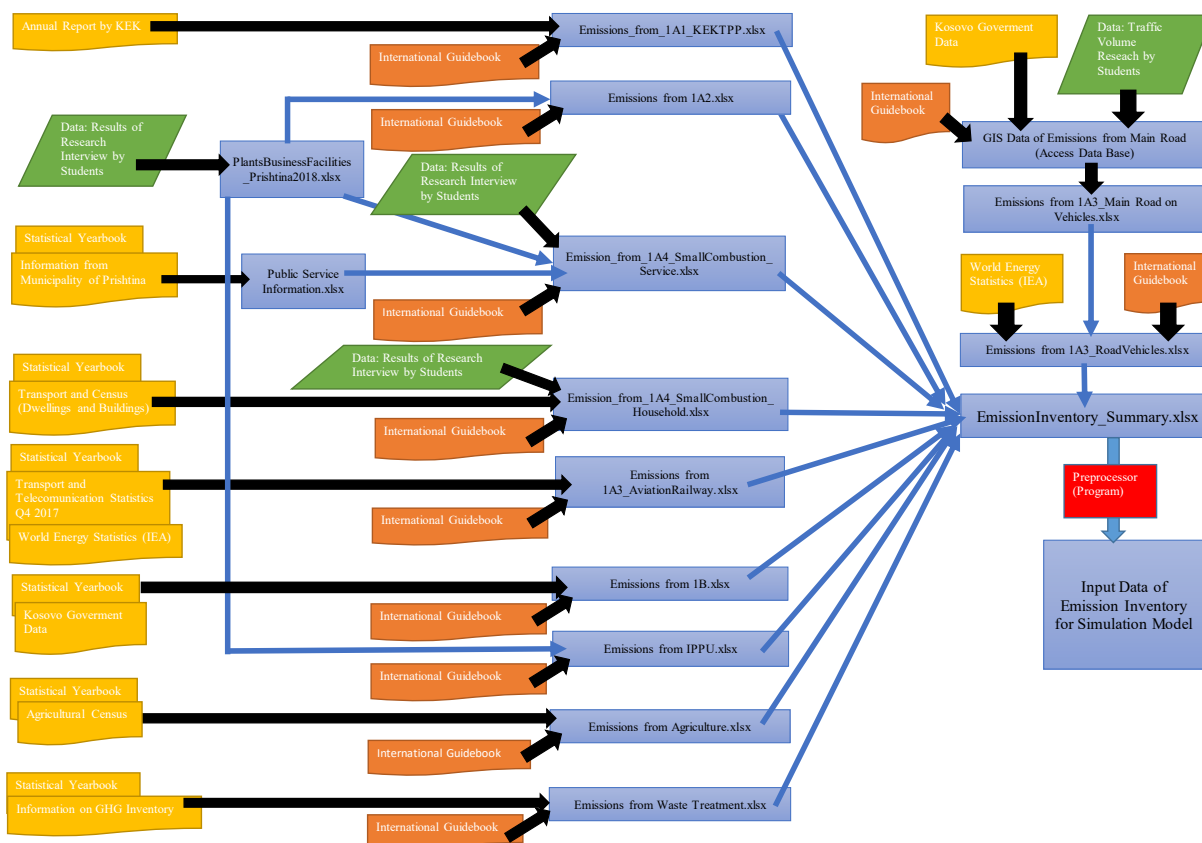 Annual Report by KEK
International Guidebook
Emissions_from_1A1_KEKTPP.xlsx
International Guidebook
Emissions from 1A2.xlsx
Data: Results of
Research
Interview by
Students
PlantsBusinessFacilities
_Prishtina2018.xlsx
Data: Results of
Research Interview
by Students
Statistical Yearbook
Information from
Municipality of Prishtina
Public Service
Information.xlsx
Emission_from_1A4_SmallCombustion_
Service.xlsx
International Guidebook
Data: Results of Research
Interview by Students
Statistical Yearbook
Transport and Census
(Dwellings and Buildings)
Emission_from_1A4_SmallCombustion_
Household.xlsx
International Guidebook
Statistical Yearbook
Transport and
Telecommunication Statistics
Q4 2017
World Energy Statistics (IEA)
Emissions from
1A3_AviationRailway.xlsx
International Guidebook
Statistical Yearbook
Kosovo Goverment
Data
Emissions from 1B.xlsx
International Guidebook
Emissions from IPPU.xlsx
International Guidebook
Statistical Yearbook
Agricultural Census
Emissions from Agriculture.xlsx
International Guidebook
Statistical Yearbook
Information on GHG Inventory
Emissions from Waste Treatment.xlsx
International Guidebook
Kosovo Goverment
Data
Data: Traffic
Volume
Reseach by
Students
International
Guidebook
GIS Data of Emissions from Main Road
(Access Data Base)
Emissions from 1A3_Main Road on
Vehicles.xlsx
World Energy
Statistics (IEA)
International
Guidebook
Emissions from 1A3_RoadVehicles.xlsx
EmissionInventory_Summary.xlsx
Preprocessor
(Program)
Input Data of
Emission Inventory
for Simulation Model